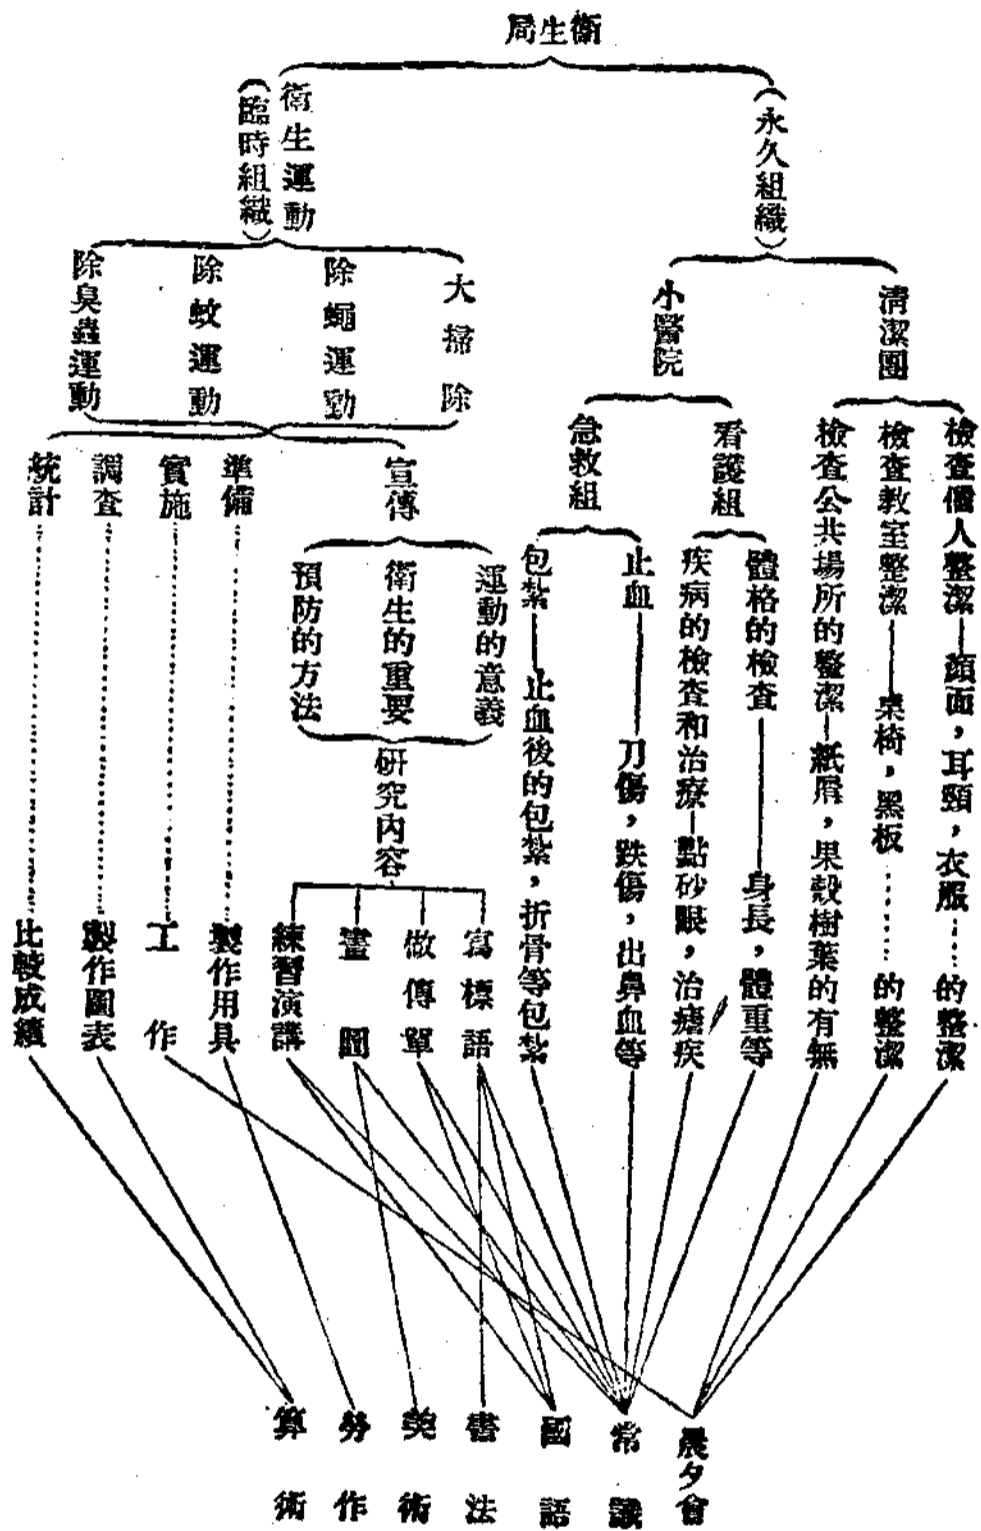 衛生局
（永久組織）
衛生運動
（臨時組織）
清潔團
小醫院
大掃除
除蠅運動
除蚊運動
除臭蟲運動
檢查個人整潔—顔面，耳頸，衣服……的整潔
檢查教室整潔——桌椅，黑板………的整潔
檢查公共場所的整潔—紙屑，果殼樹葉的有無
看護組
急救組
體格的檢查——身長，體重等
疾病的檢查和治療—點砂眼，治瘧疾
止血——刀傷，跌傷，出鼻血等
包紮——止血後的包紮，折骨等包紮
宣傳
準備
實施
調查
統計
運動的意義
衛生的重要
預防的方法
研究內容
寫標語
做傳單
畫圖
練習演講
製作用具
工作
製作圖表
比較成績
晨夕會
常識
國語
書法
美術
勞作
算術